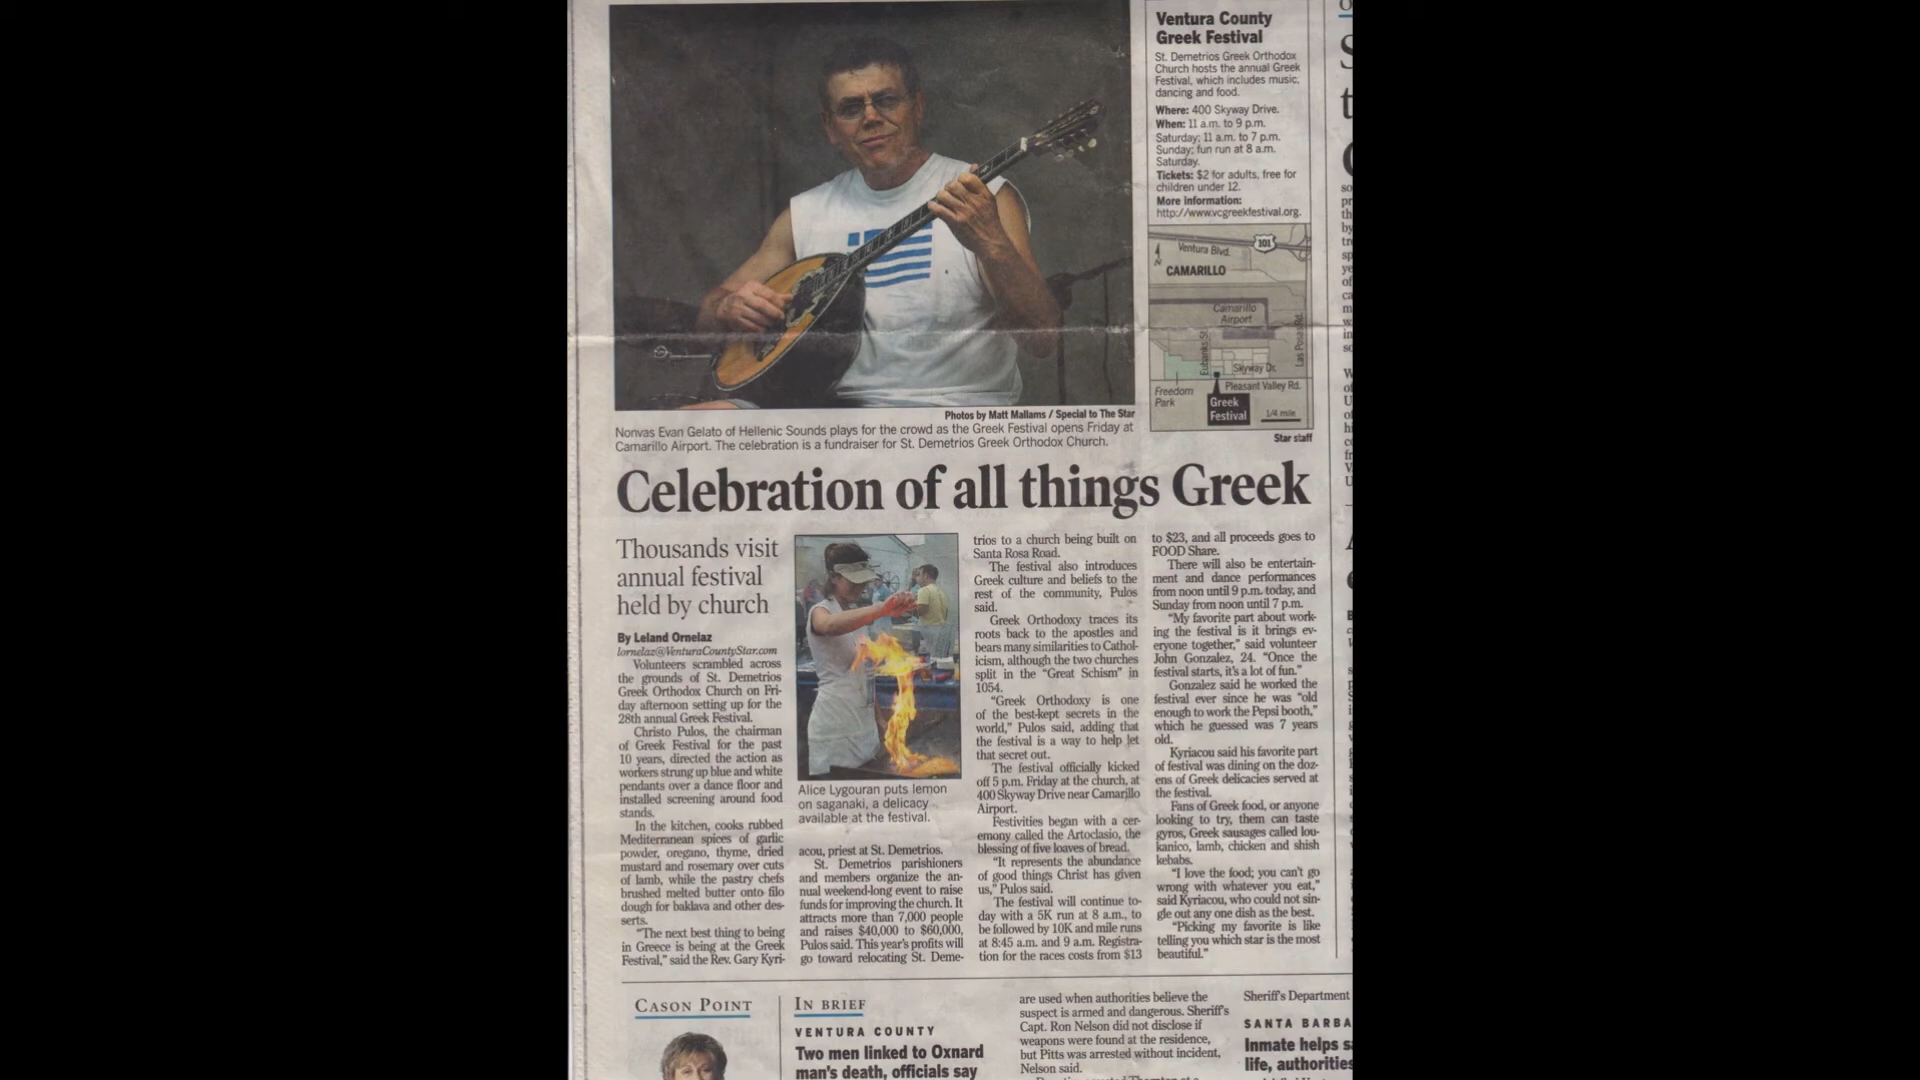 Photos by Matt Mallams / Special to The Star
Nonvas Evan Gelato of Hellenic Sounds plays for the crowd as the Greek Festival opens Friday at
Camarillo Airport. The celebration is a fundraiser for St. Demetrios Greek Orthodox Church.
Ventura County
Greek Festival
St. Demetrios Greek Orthodox
Church hosts the annual Greek
Festival, which includes music,
dancing and food.
Where: 400 Skyway Drive.
When: 11 a.m. to 9 p.m.
Saturday; 11 a.m. to 7 p.m.
Sunday; fun run at 8 a.m.
Saturday.
Tickets: $2 for adults, free for
children under 12.
More information:
http://www.vcgreekfestival.org.
101
Ventura Blvd.
N
CAMARILLO
Camarillo
Airport
Eubanks St.
Las Posas Rd.
Skyway Dr.
Pleasant Valley Rd.
Freedom
Park
Greek
Festival
1/4 mile
Star staff
Celebration of all things Greek
Thousands visit
annual festival
held by church
By Leland Ornelaz
lornelaz@VenturaCountyStar.com
Volunteers scrambled across
the grounds of St. Demetrios
Greek Orthodox Church on Fri-
day afternoon setting up for the
28th annual Greek Festival.
Christo Pulos, the chairman
of Greek Festival for the past
10 years, directed the action as
workers strung up blue and white
pendants over a dance floor and
installed screening around food
stands.
In the kitchen, cooks rubbed
Mediterranean spices of garlic
powder, oregano, thyme, dried
mustard and rosemary over cuts
of lamb, while the pastry chefs
brushed melted butter onto filo
dough for baklava and other des-
serts.
"The next best thing to being
in Greece is being at the Greek
Festival," said the Rev. Gary Kyri-
Alice Lygouran puts lemon
on saganaki, a delicacy
available at the festival.
acou, priest at St. Demetrios.
St. Demetrios parishioners
and members organize the an-
nual weekend-long event to raise
funds for improving the church. It
attracts more than 7,000 people
and raises $40,000 to $60,000,
Pulos said. This year's profits will
go toward relocating St. Deme-
trios to a church being built on
Santa Rosa Road.
The festival also introduces
Greek culture and beliefs to the
rest of the community, Pulos
said.
Greek Orthodoxy traces its
roots back to the apostles and
bears many similarities to Cathol-
icism, although the two churches
split in the "Great Schism" in
1054.
"Greek Orthodoxy is one
of the best-kept secrets in the
world," Pulos said, adding that
the festival is a way to help let
that secret out.
The festival officially kicked
off 5 p.m. Friday at the church, at
400 Skyway Drive near Camarillo
Airport.
Festivities began with a cer-
emony called the Artoclasio, the
blessing of five loaves of bread.
"It represents the abundance
of good things Christ has given
us," Pulos said.
The festival will continue to-
day with a 5K run at 8 a.m., to
be followed by 10K and mile runs
at 8:45 a.m. and 9 a.m. Registra-
tion for the races costs from $13
to $23, and all proceeds goes to
FOOD Share.
There will also be entertain-
ment and dance performances
from noon until 9 p.m. today, and
Sunday from noon until 7 p.m.
"My favorite part about work-
ing the festival is it brings ev-
eryone together," said volunteer
John Gonzalez, 24. "Once the
festival starts, it's a lot of fun."
Gonzalez said he worked the
festival ever since he was "old
enough to work the Pepsi booth,"
which he guessed was 7 years
old.
Kyriacou said his favorite part
of festival was dining on the doz-
ens of Greek delicacies served at
the festival.
Fans of Greek food, or anyone
looking to try, them can taste
gyros, Greek sausages called lou-
kanico, lamb, chicken and shish
kebabs.
"I love the food; you can't go
wrong with whatever you eat,"
said Kyriacou, who could not sin-
gle out any one dish as the best.
"Picking my favorite is like
telling you which star is the most
beautiful."
CASON POINT
IN BRIEF
VENTURA COUNTY
Two men linked to Oxnard
man's death, officials say
are used when authorities believe the
suspect is armed and dangerous. Sheriff's
Capt. Ron Nelson did not disclose if
weapons were found at the residence,
but Pitts was arrested without incident,
Nelson said.
Sheriff's Department
SANTA BARBA
Inmate helps s
life, authorities